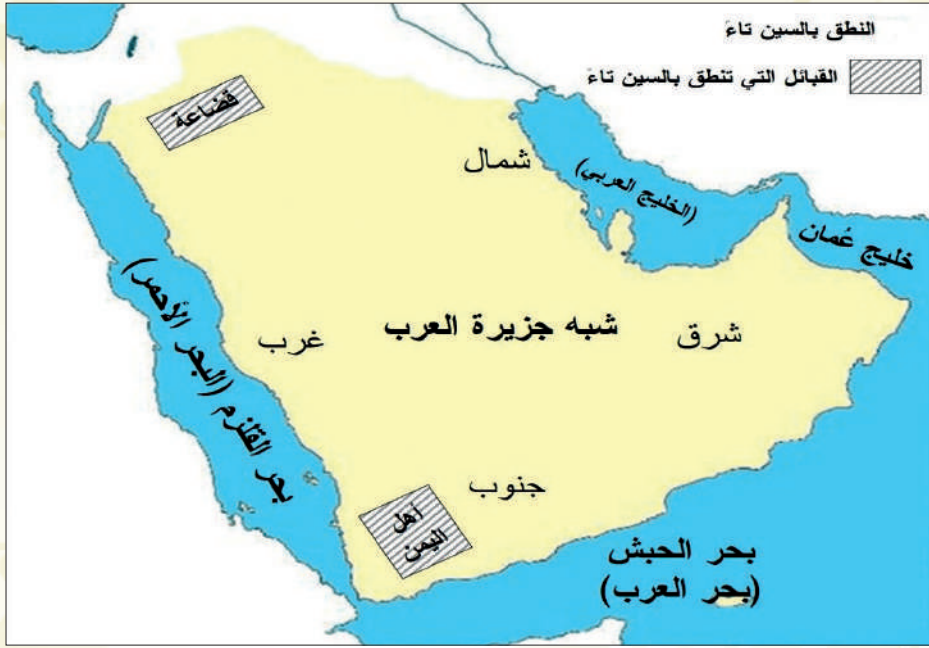 النطق بالسين تاءً
القبائل التي تنطق بالسين تاءً
قضاعة
شمال
(الخليج العربي)
خليج عُمان
بحر القلزم (البحر الأحمر)
غرب
شبه جزيرة العرب
شرق
جنوب
أهل
اليمن
بحر الحبش
(بحر العرب)